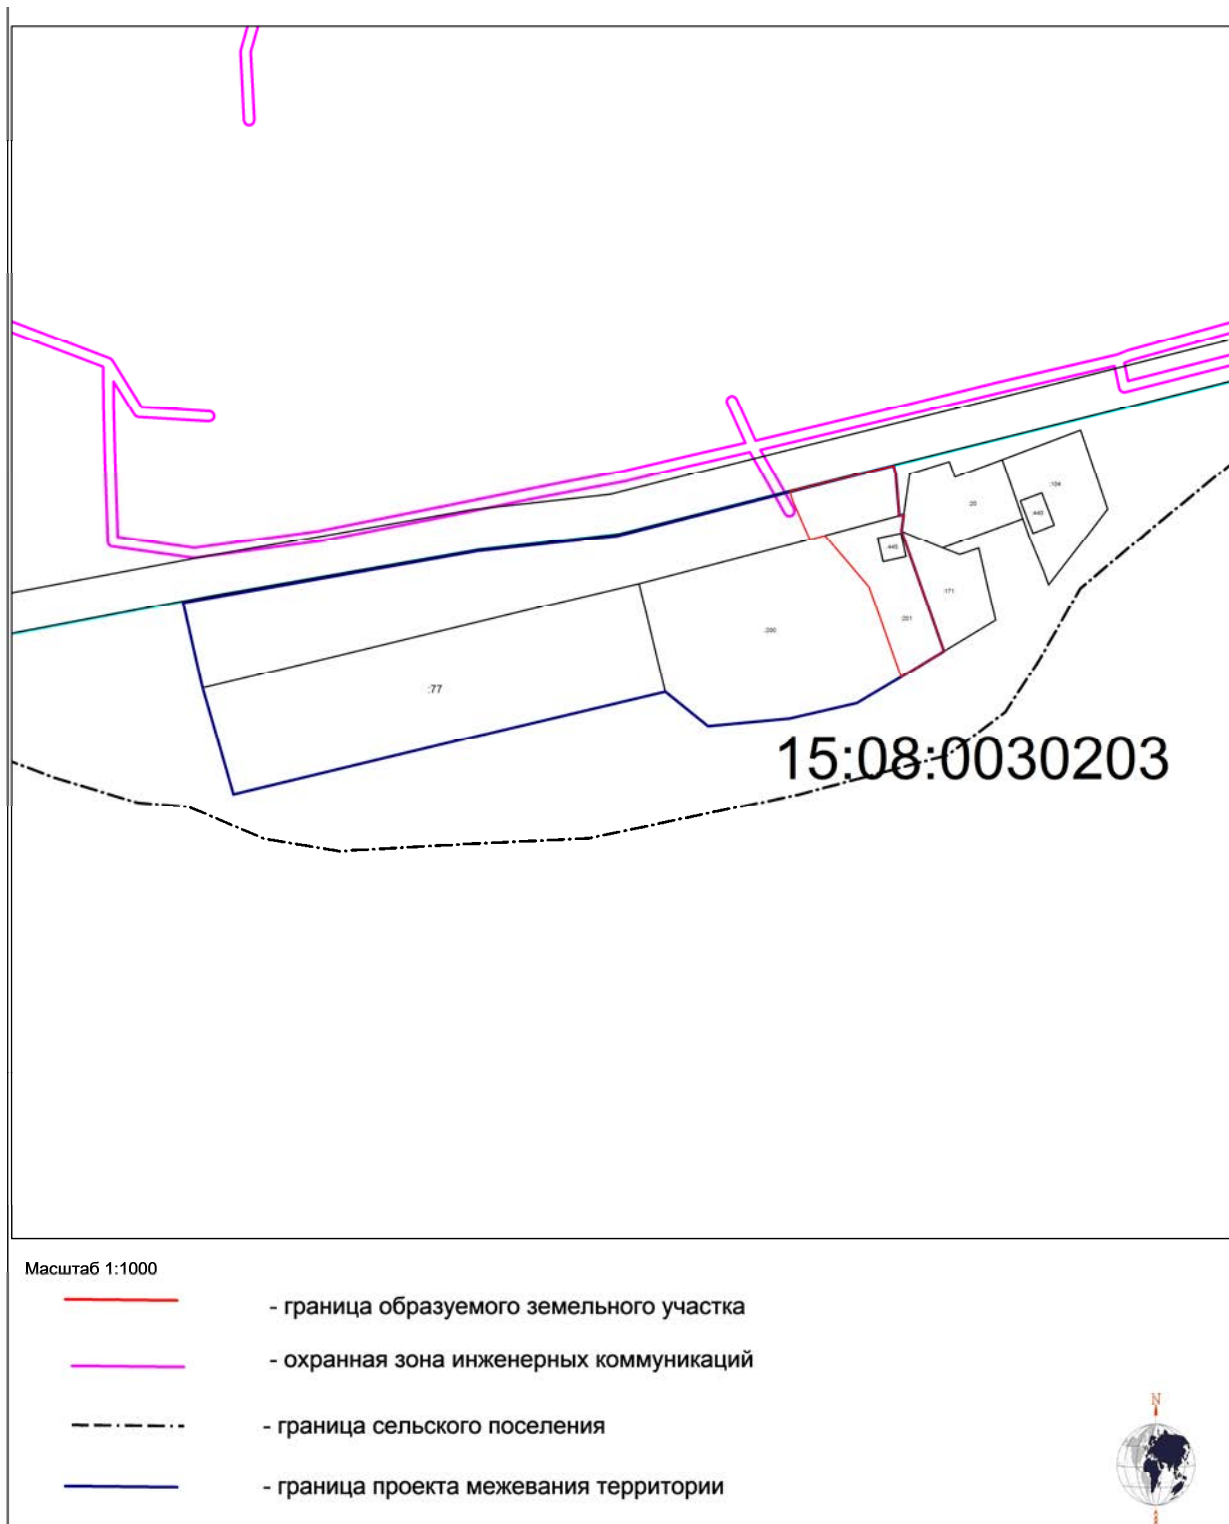 :104
:440
:20
:445
:171
:201
:200
:77
15:08:0030203
Масштаб 1:1000
- граница образуемого земельного участка
- охранная зона инженерных коммуникаций
- граница сельского поселения
- граница проекта межевания территории
N